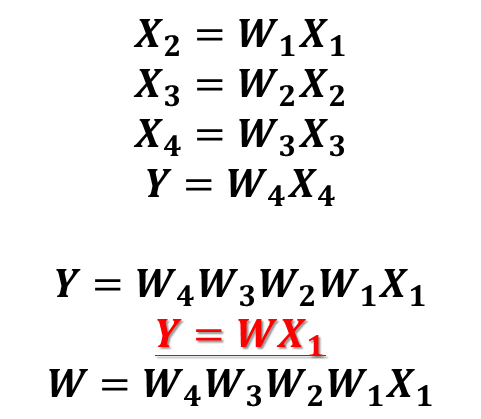 X₂ = W₁X₁
X₃ = W₂X₂
X₄ = W₃X₃
Y = W₄X₄
Y = W₄W₃W₂W₁X₁
Y = WX₁
W = W₄W₃W₂W₁X₁